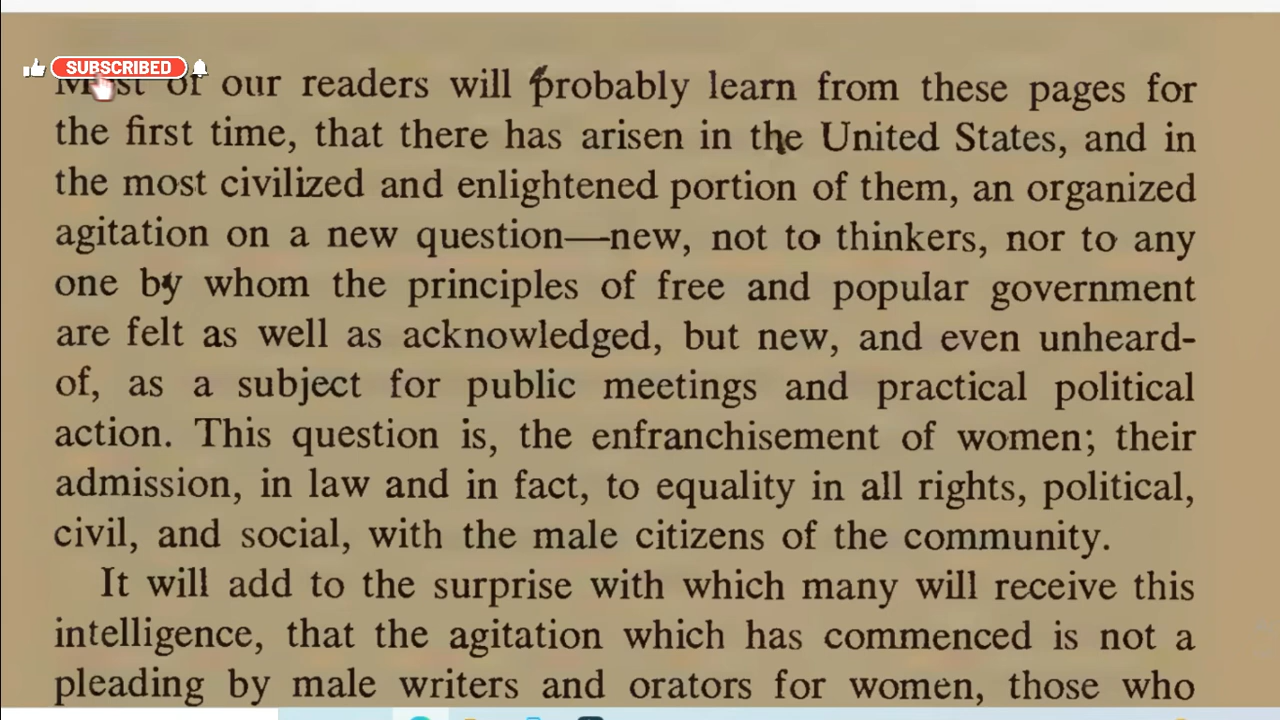 SUBSCRIBED
Most of our readers will probably learn from these pages for
the first time, that there has arisen in the United States, and in
the most civilized and enlightened portion of them, an organized
agitation on a new question—new, not to thinkers, nor to any
one by whom the principles of free and popular government
are felt as well as acknowledged, but new, and even unheard-
of, as a subject for public meetings and practical political
action. This question is, the enfranchisement of women; their
admission, in law and in fact, to equality in all rights, political,
civil, and social, with the male citizens of the community.
It will add to the surprise with which many will receive this
intelligence, that the agitation which has commenced is not a
pleading by male writers and orators for women, those who